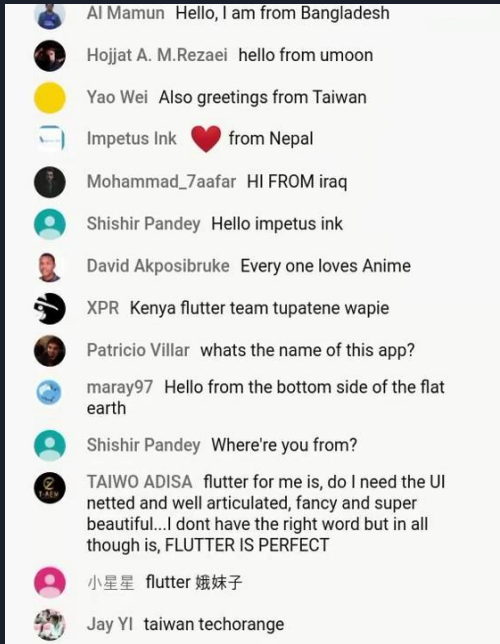 Al Mamun Hello, I am from Bangladesh
Hojjat A. M.Rezaei hello from umoon
Yao Wei Also greetings from Taiwan
Impetus Ink ❤️ from Nepal
Mohammad_7aafar HI FROM iraq
Shishir Pandey Hello impetus ink
David Akposibruke Every one loves Anime
XPR Kenya flutter team tupatene wapie
Patricio Villar whats the name of this app?
maray97 Hello from the bottom side of the flat
earth
Shishir Pandey Where're you from?
TAIWO ADISA flutter for me is, do I need the UI
netted and well articulated, fancy and super
beautiful...I dont have the right word but in all
though is, FLUTTER IS PERFECT
小星星 flutter 娥妹子
Jay YI taiwan techorange